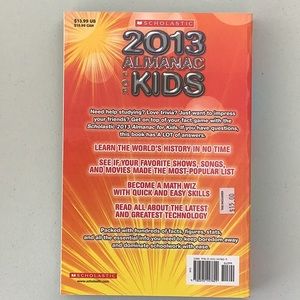 $13.99 US
$15.99 CAN
SCHOLASTIC
2013
ALMANAC
FOR
KIDS
Need help studying? Love trivia? Just want to impress
your friends? Get on top of your fact game with the
Scholastic 2013 Almanac for Kids. If you have questions,
this book has A LOT of answers.
LEARN THE WORLD'S HISTORY IN NO TIME
SEE IF YOUR FAVORITE SHOWS, SONGS,
AND MOVIES MADE THE MOST-POPULAR LIST
BECOME A MATH WIZ
WITH QUICK AND EASY SKILLS
READ ALL ABOUT THE LATEST
AND GREATEST TECHNOLOGY
$15.00
Packed with hundreds of facts, figures, stats,
and all the essential info you need to keep boredom away
and dominate schoolwork with ease.
SCHOLASTIC
www.scholastic.com